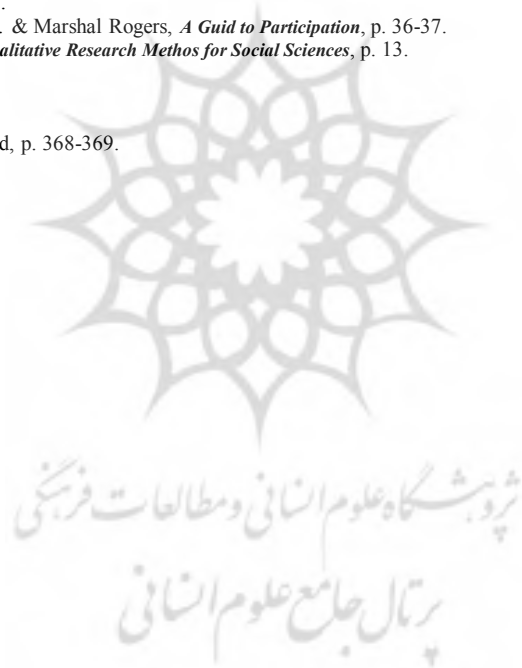 .
. & Marshal Rogers, A Guid to Participation, p. 36-37.
alitative Research Methos for Social Sciences, p. 13.
d, p. 368-369.
پژوهشگاه علوم انسانی و مطالعات فرهنگی
پرتال جامع علوم انسانی